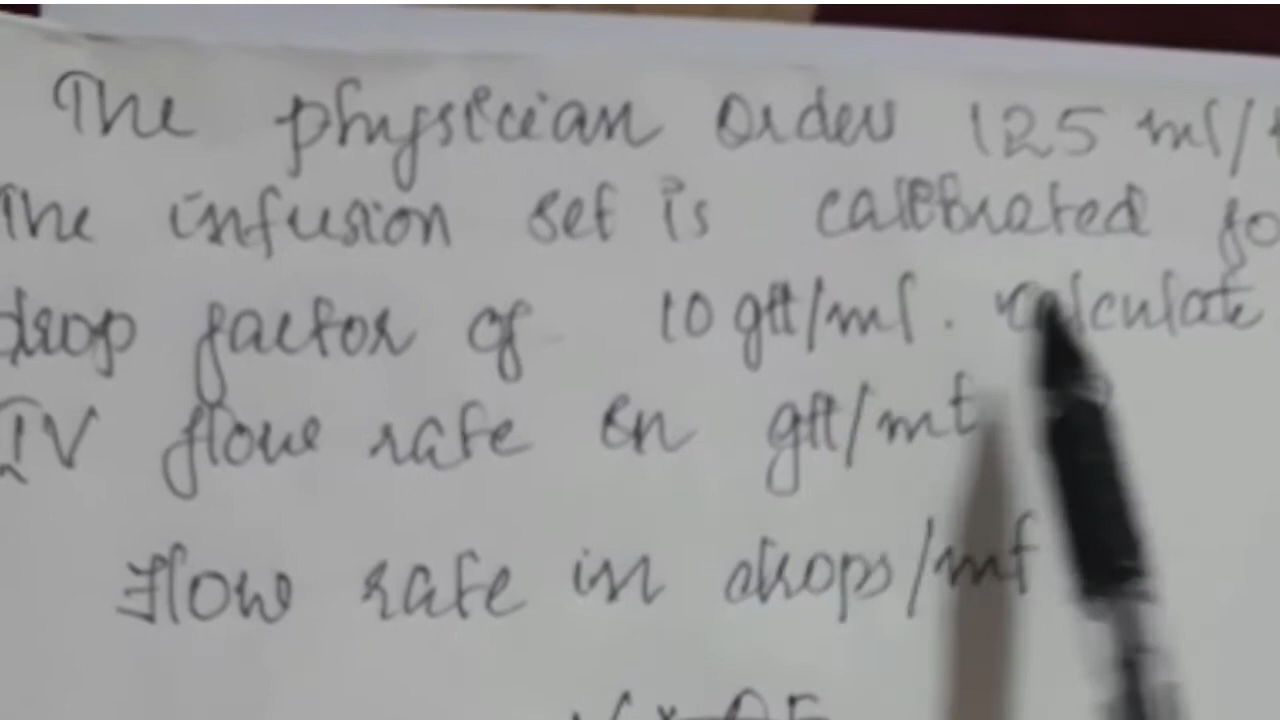 The physician order 125 ml/
The infusion set is calibrated fo
drop factor of 10 gtt/ml. calculate
IV flow rate in gtt/mt
Flow rate in drops/mt
V x DF